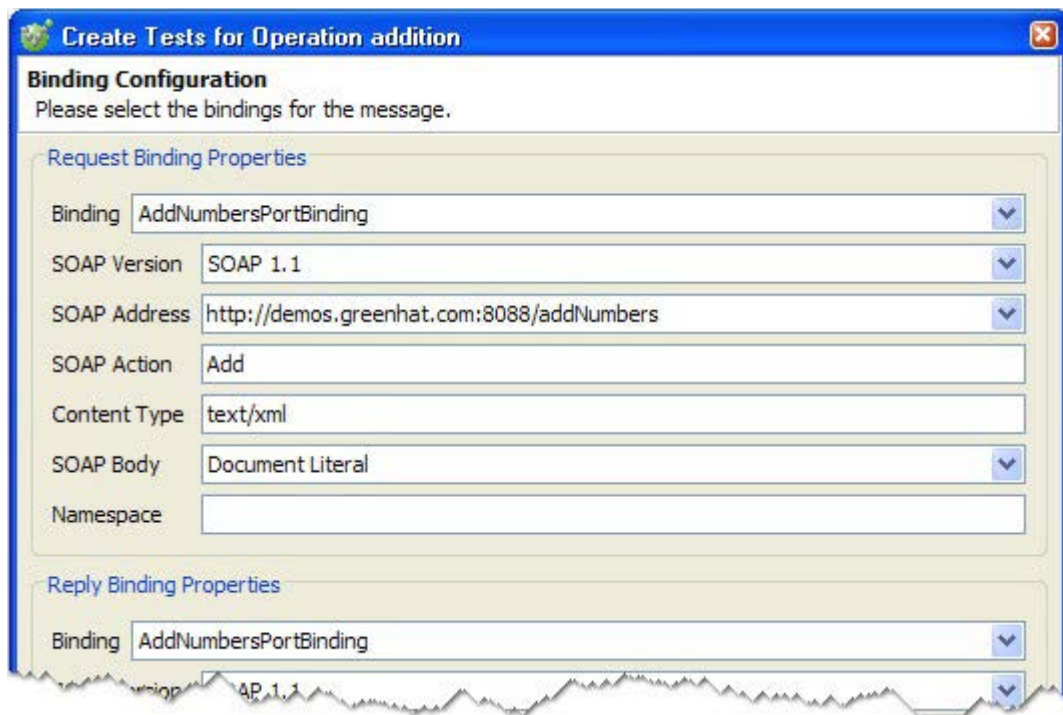 Create Tests for Operation addition
Binding Configuration
Please select the bindings for the message.
Request Binding Properties
Binding AddNumbersPortBinding
SOAP Version SOAP 1.1
SOAP Address http://demos.greenhat.com:8088/addNumbers
SOAP Action Add
Content Type text/xml
SOAP Body Document Literal
Namespace
Reply Binding Properties
Binding AddNumbersPortBinding